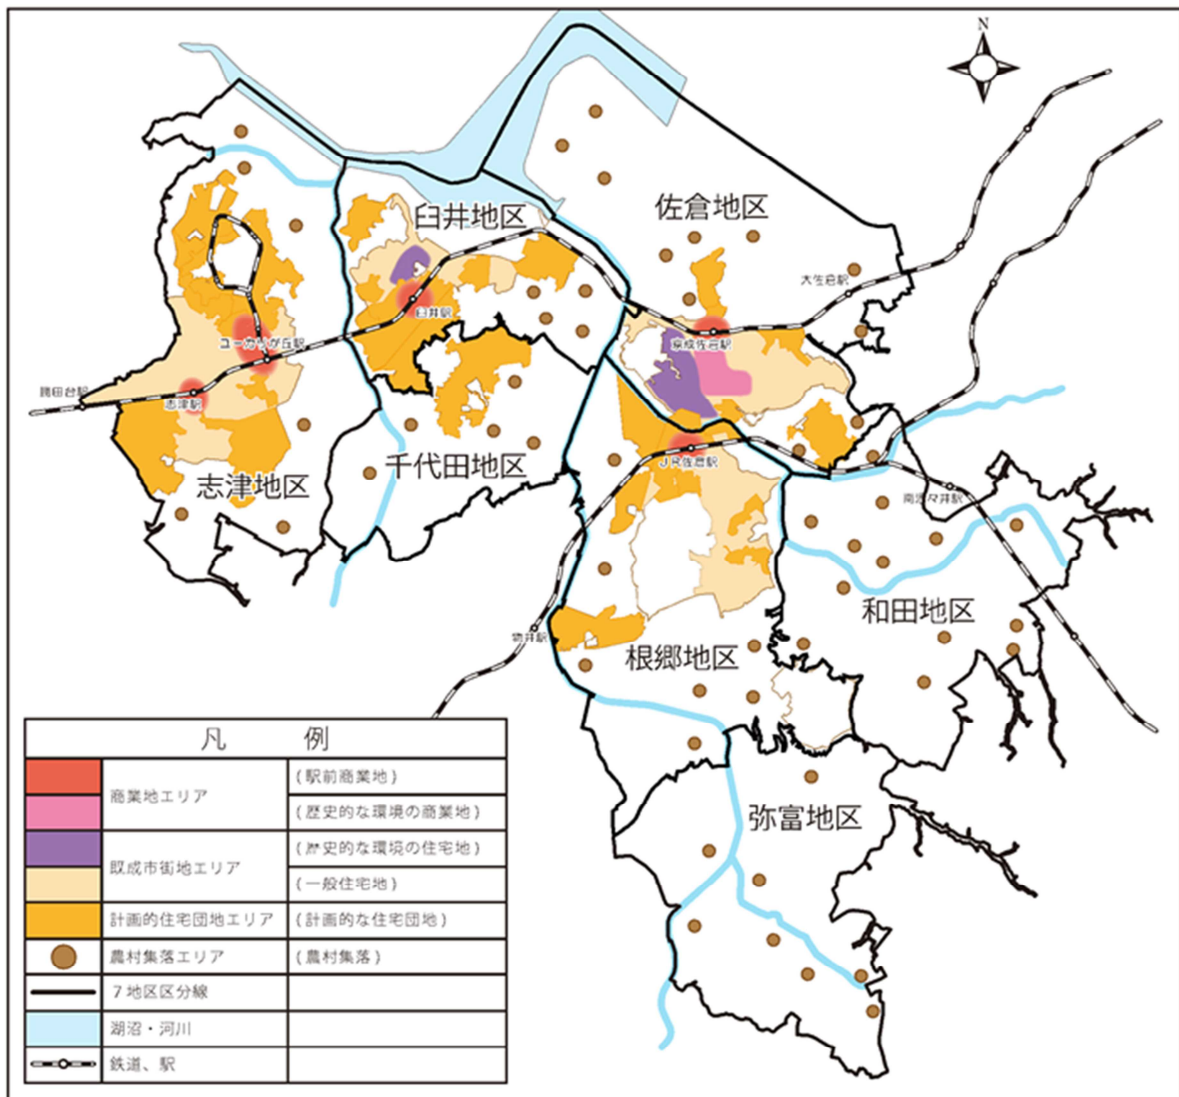 N
佐倉地区
臼井地区
大佐倉駅
臼井駅
京成佐倉駅
ユーカリが丘駅
勝田台駅
志津駅
JR佐倉駅
千代田地区
志津地区
南酒々井駅
和田地区
物井駅
根郷地区
弥富地区
凡 例
商業地エリア
(駅前商業地)
(歴史的な環境の商業地)
既成市街地エリア
(歴史的な環境の住宅地)
(一般住宅地)
計画的住宅団地エリア
(計画的な住宅団地)
農村集落エリア
(農村集落)
7地区区分線
湖沼・河川
鉄道、駅